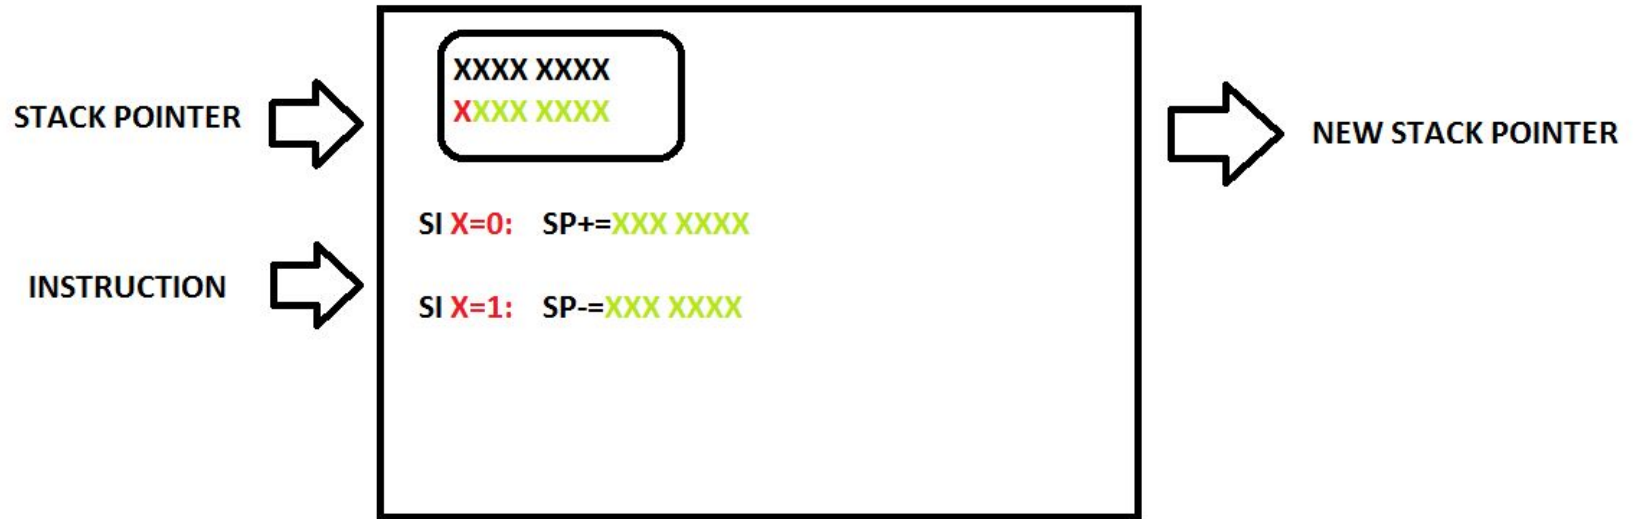 STACK POINTER
INSTRUCTION
XXXX XXXX
XXXX XXXX
SI X=0: SP+=XXX XXXX
SI X=1: SP-=XXX XXXX
NEW STACK POINTER